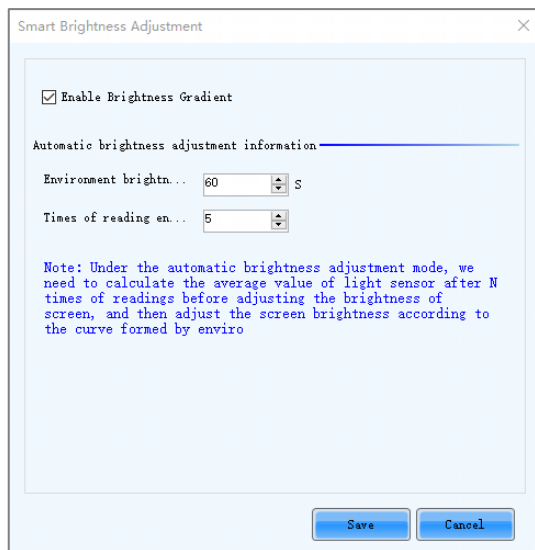 Smart Brightness Adjustment
Enable Brightness Gradient
Automatic brightness adjustment information
Environment brightn... 60 S
Times of reading en... 5
Note: Under the automatic brightness adjustment mode, we
need to calculate the average value of light sensor after N
times of readings before adjusting the brightness of
screen, and then adjust the screen brightness according to
the curve formed by enviro
Save Cancel